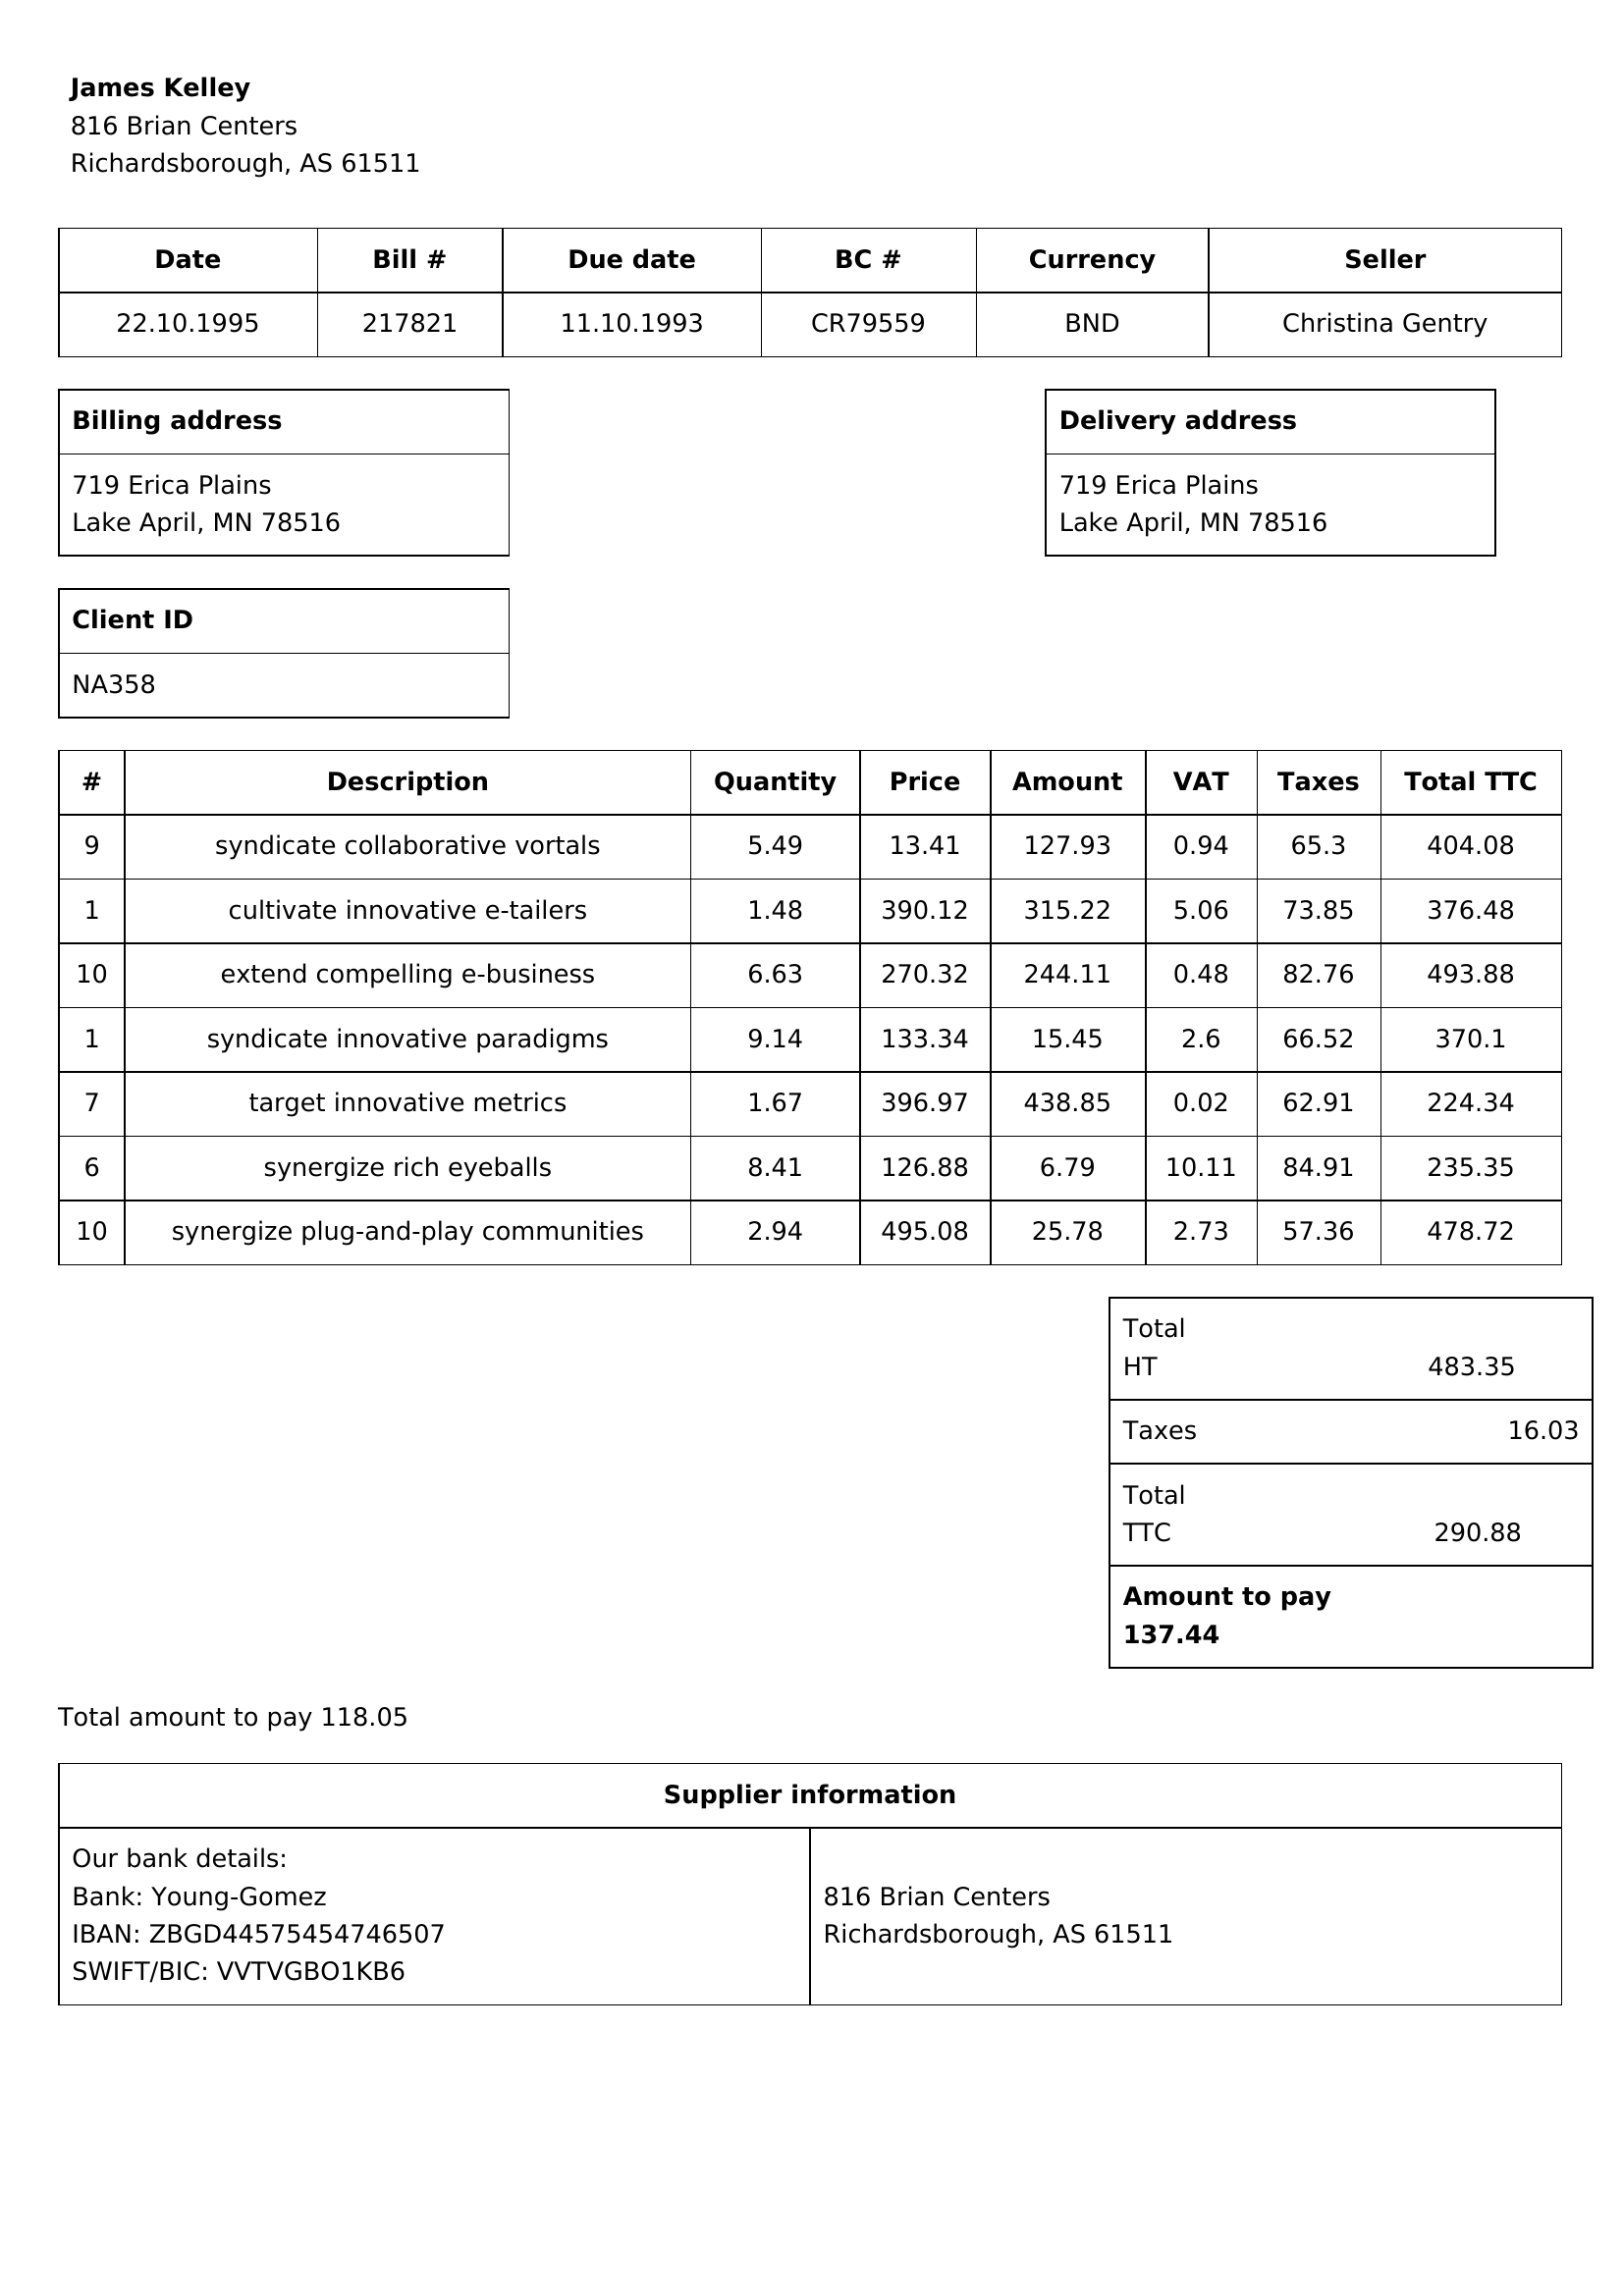 James Kelley
816 Brian Centers
Richardsborough, AS 61511
Date Bill # Due date BC # Currency Seller
22.10.1995 217821 11.10.1993 CR79559 BND Christina Gentry
Billing address
719 Erica Plains
Lake April, MN 78516
Delivery address
719 Erica Plains
Lake April, MN 78516
Client ID
NA358
# Description Quantity Price Amount VAT Taxes Total TTC
9 syndicate collaborative vortals 5.49 13.41 127.93 0.94 65.3 404.08
1 cultivate innovative e-tailers 1.48 390.12 315.22 5.06 73.85 376.48
10 extend compelling e-business 6.63 270.32 244.11 0.48 82.76 493.88
1 syndicate innovative paradigms 9.14 133.34 15.45 2.6 66.52 370.1
7 target innovative metrics 1.67 396.97 438.85 0.02 62.91 224.34
6 synergize rich eyeballs 8.41 126.88 6.79 10.11 84.91 235.35
10 synergize plug-and-play communities 2.94 495.08 25.78 2.73 57.36 478.72
Total
HT 483.35
Taxes 16.03
Total
TTC 290.88
Amount to pay
137.44
Total amount to pay 118.05
Supplier information
Our bank details:
Bank: Young-Gomez
IBAN: ZBGD44575454746507
SWIFT/BIC: VVTVGBO1KB6
816 Brian Centers
Richardsborough, AS 61511